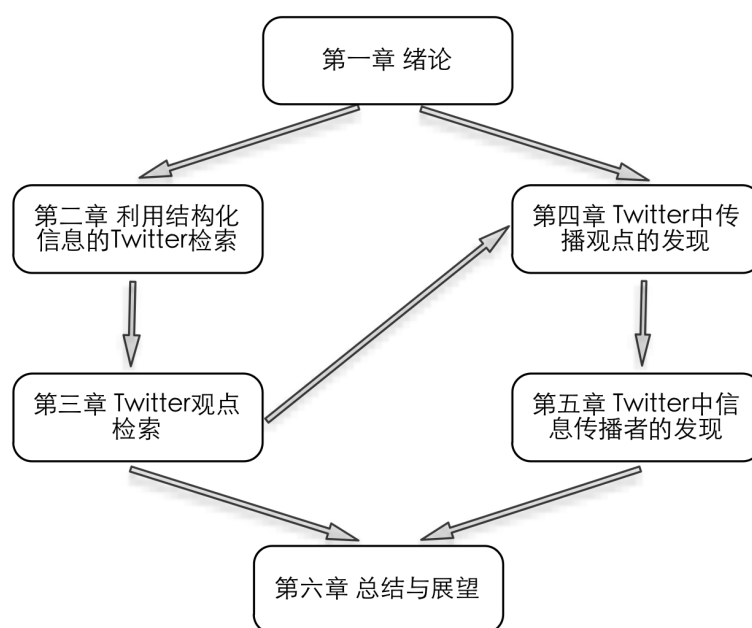 第一章 绪论
第二章 利用结构化
信息的Twitter检索
第四章 Twitter中传
播观点的发现
第三章 Twitter观点
检索
第五章 Twitter中信
息传播者的发现
第六章 总结与展望